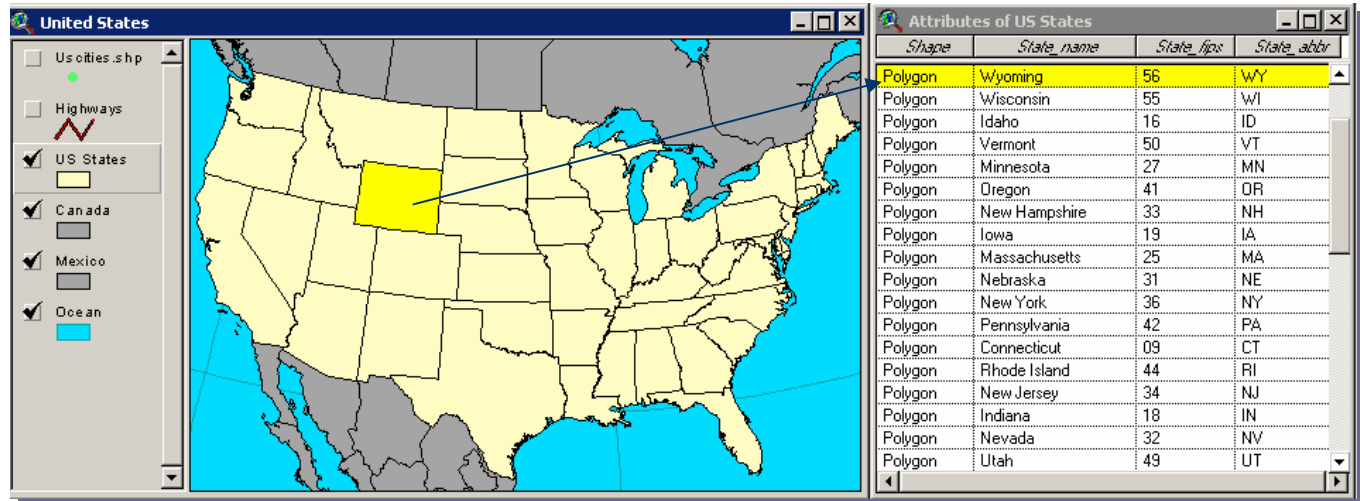 United States
Uscities.shp
Highways
US States
Canada
Mexico
Ocean
Attributes of US States
Shape State_name State_fips State_abbr
Polygon Wyoming 56 WY
Polygon Wisconsin 55 WI
Polygon Idaho 16 ID
Polygon Vermont 50 VT
Polygon Minnesota 27 MN
Polygon Oregon 41 OR
Polygon New Hampshire 33 NH
Polygon Iowa 19 IA
Polygon Massachusetts 25 MA
Polygon Nebraska 31 NE
Polygon New York 36 NY
Polygon Pennsylvania 42 PA
Polygon Connecticut 09 CT
Polygon Rhode Island 44 RI
Polygon New Jersey 34 NJ
Polygon Indiana 18 IN
Polygon Nevada 32 NV
Polygon Utah 49 UT